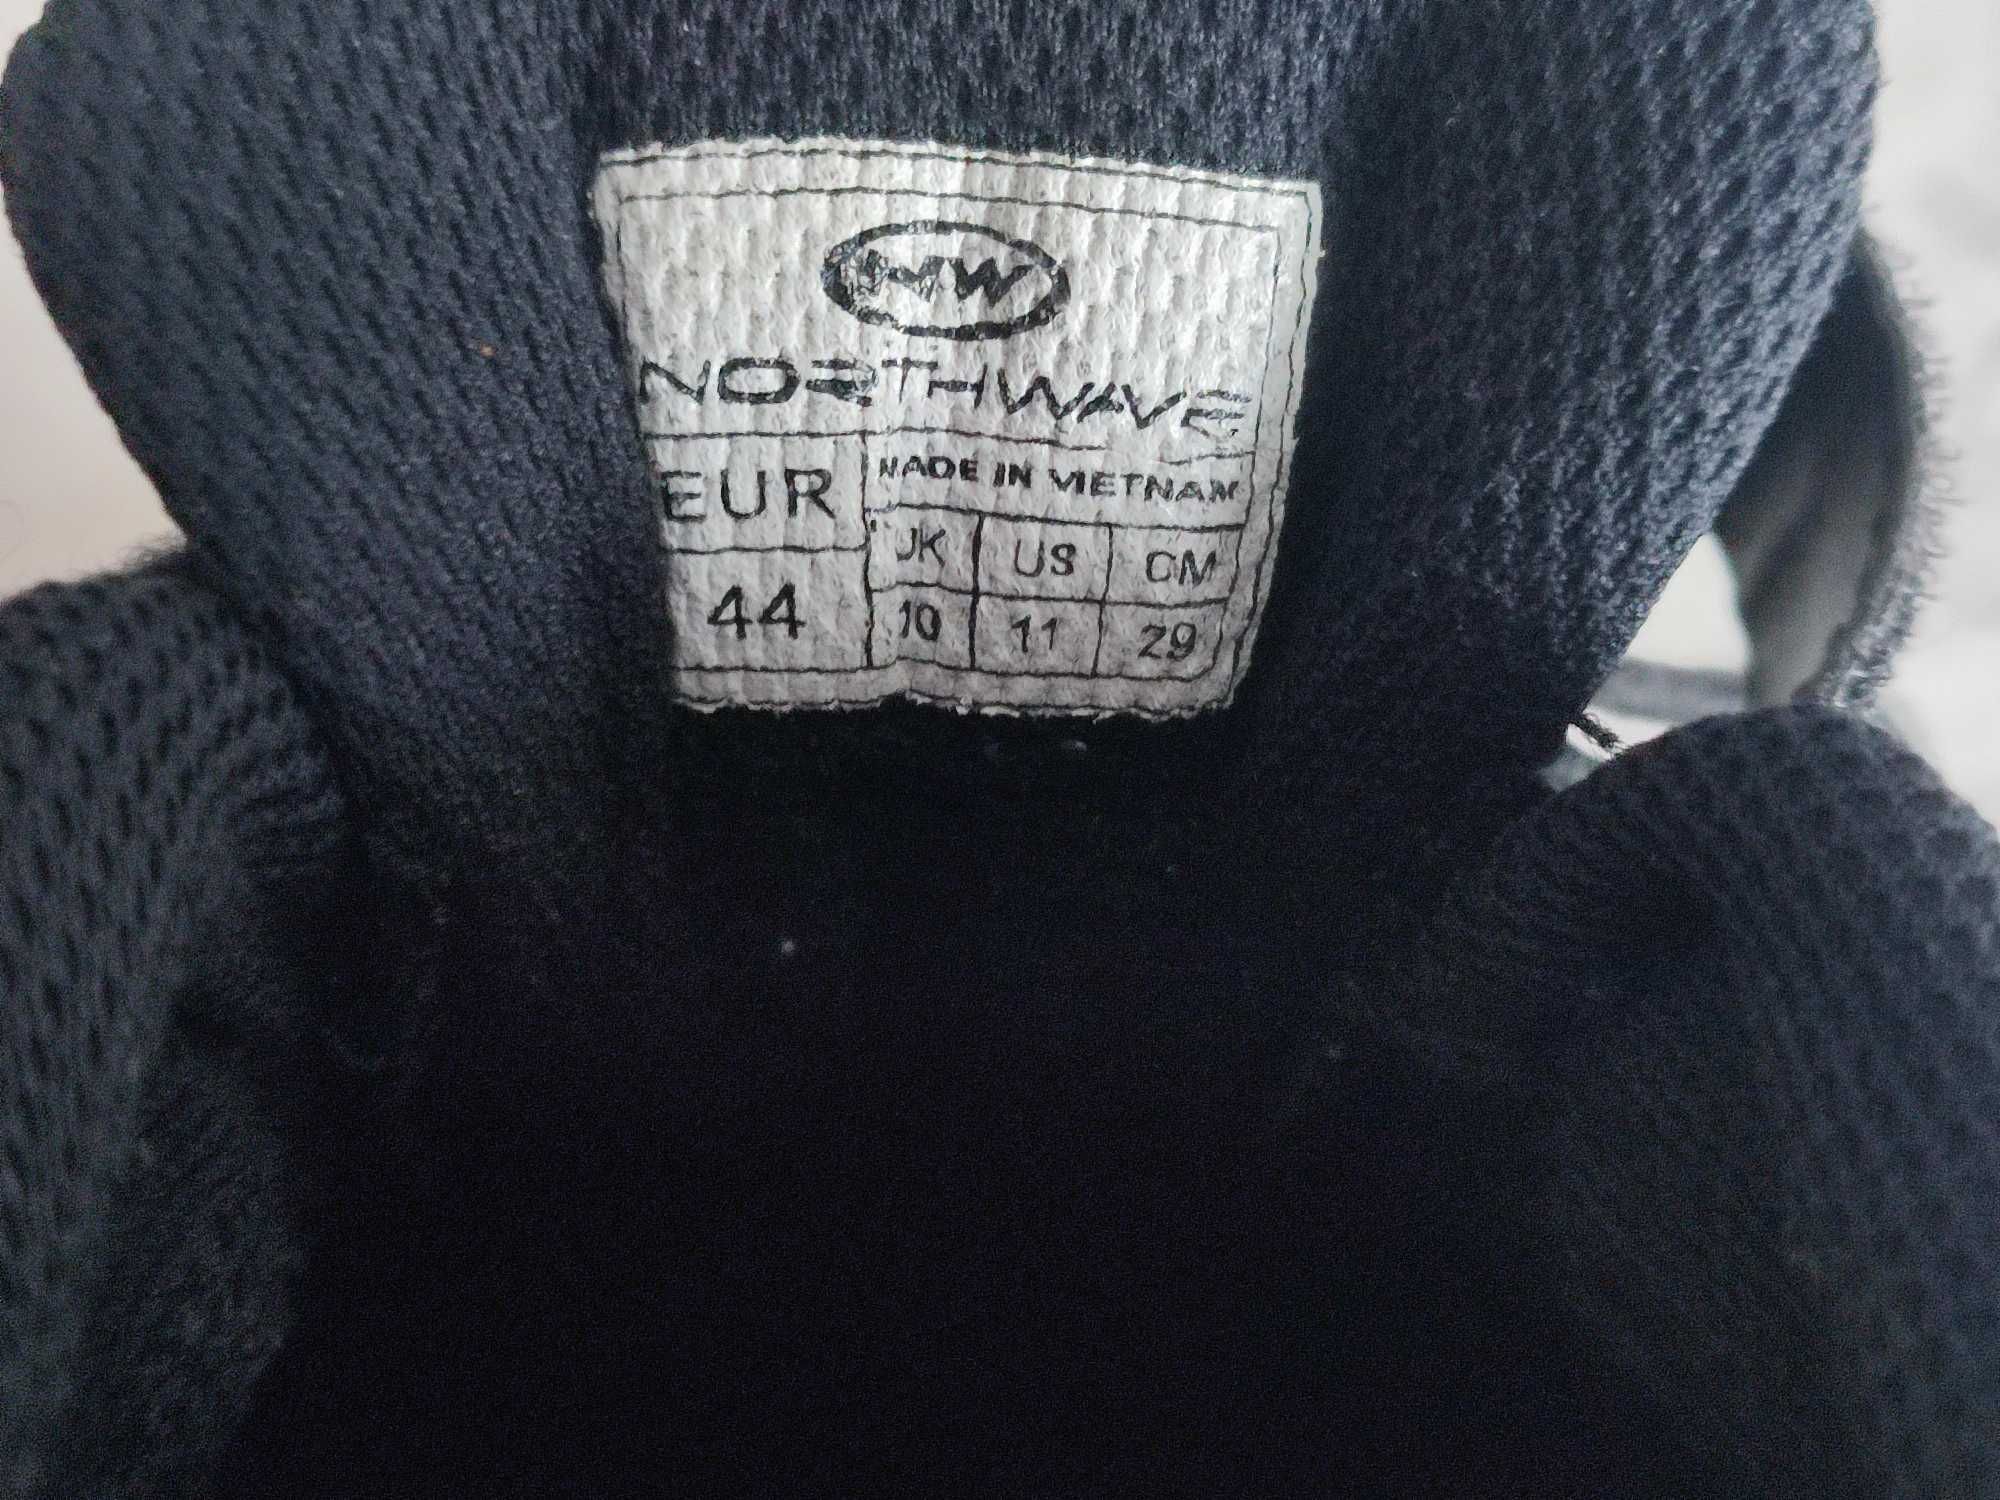 NW
NORTHWAVE
EUR MADE IN VIETNAM
UK US CM
44 10 11 29